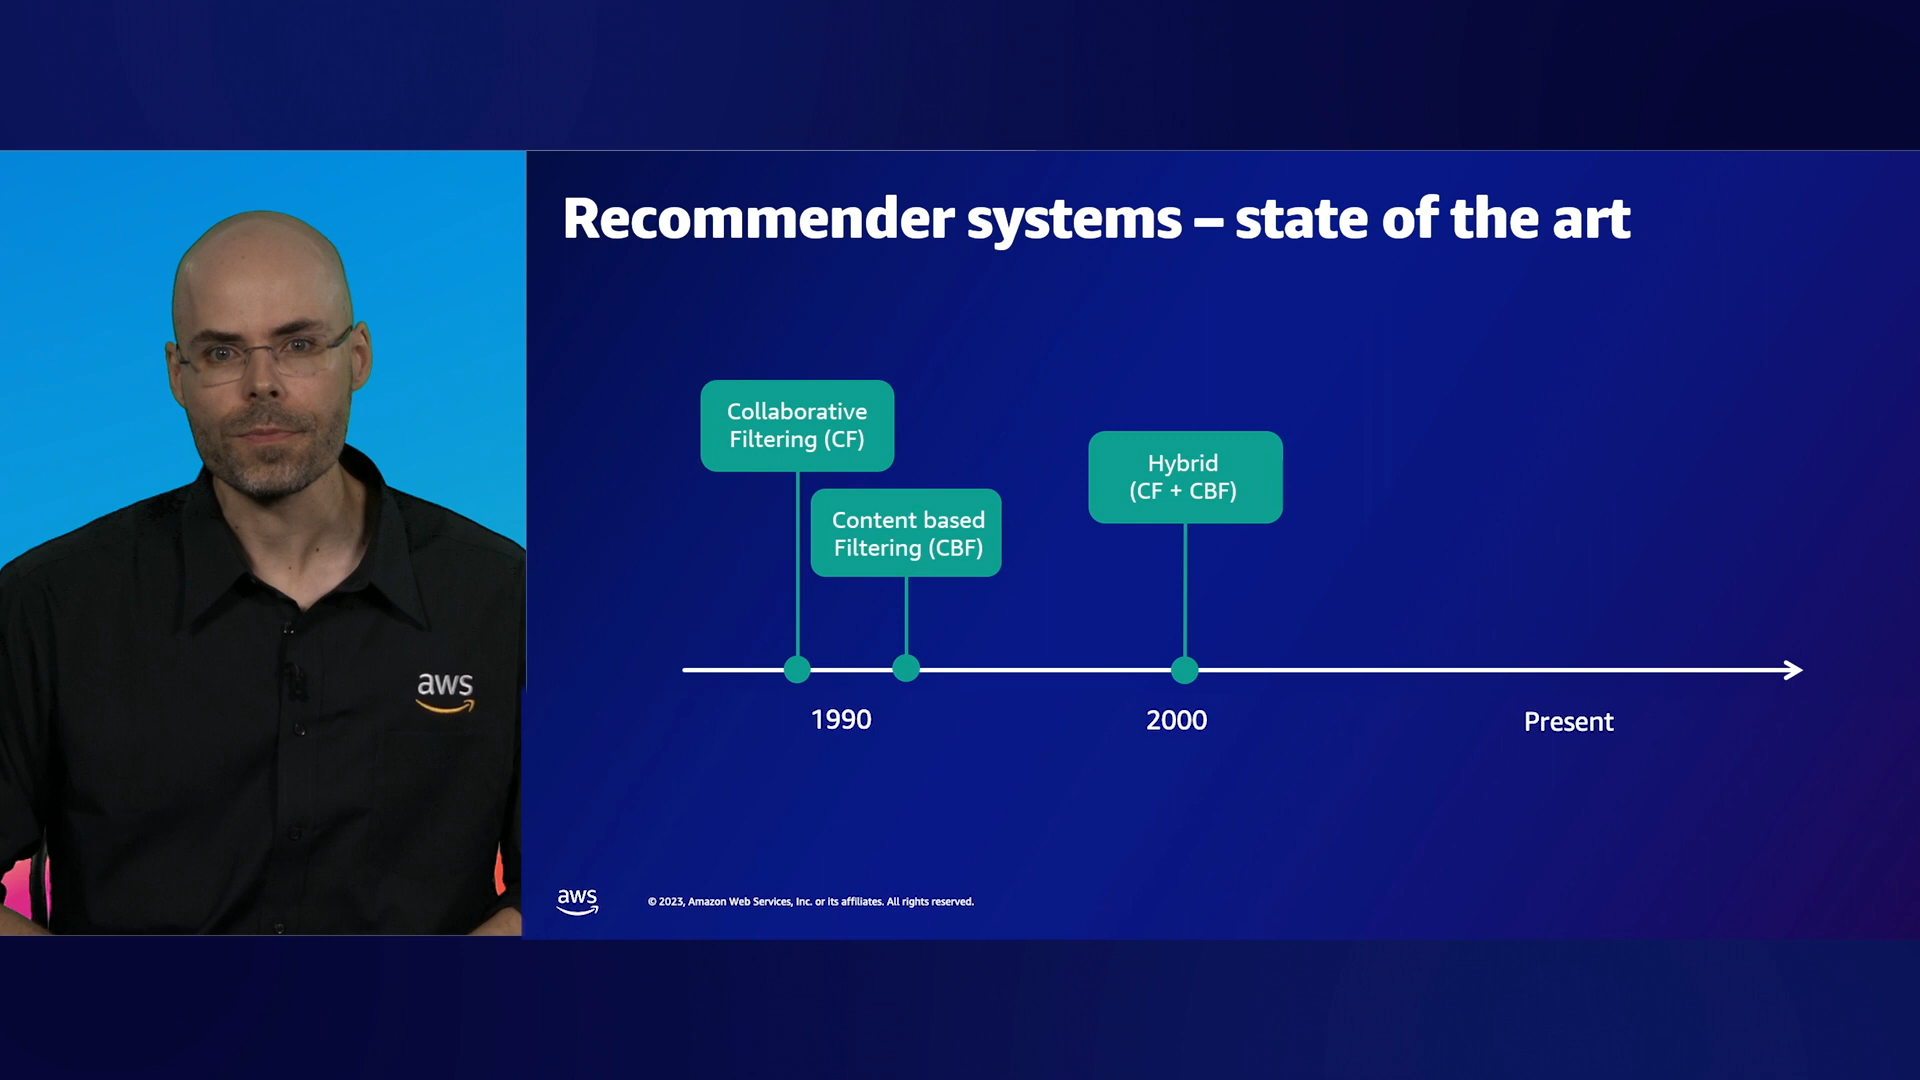 Recommender systems – state of the art
Collaborative
Filtering (CF)
Content based
Filtering (CBF)
Hybrid
(CF + CBF)
1990
2000
Present
aws
aws
© 2023, Amazon Web Services, Inc. or its affiliates. All rights reserved.